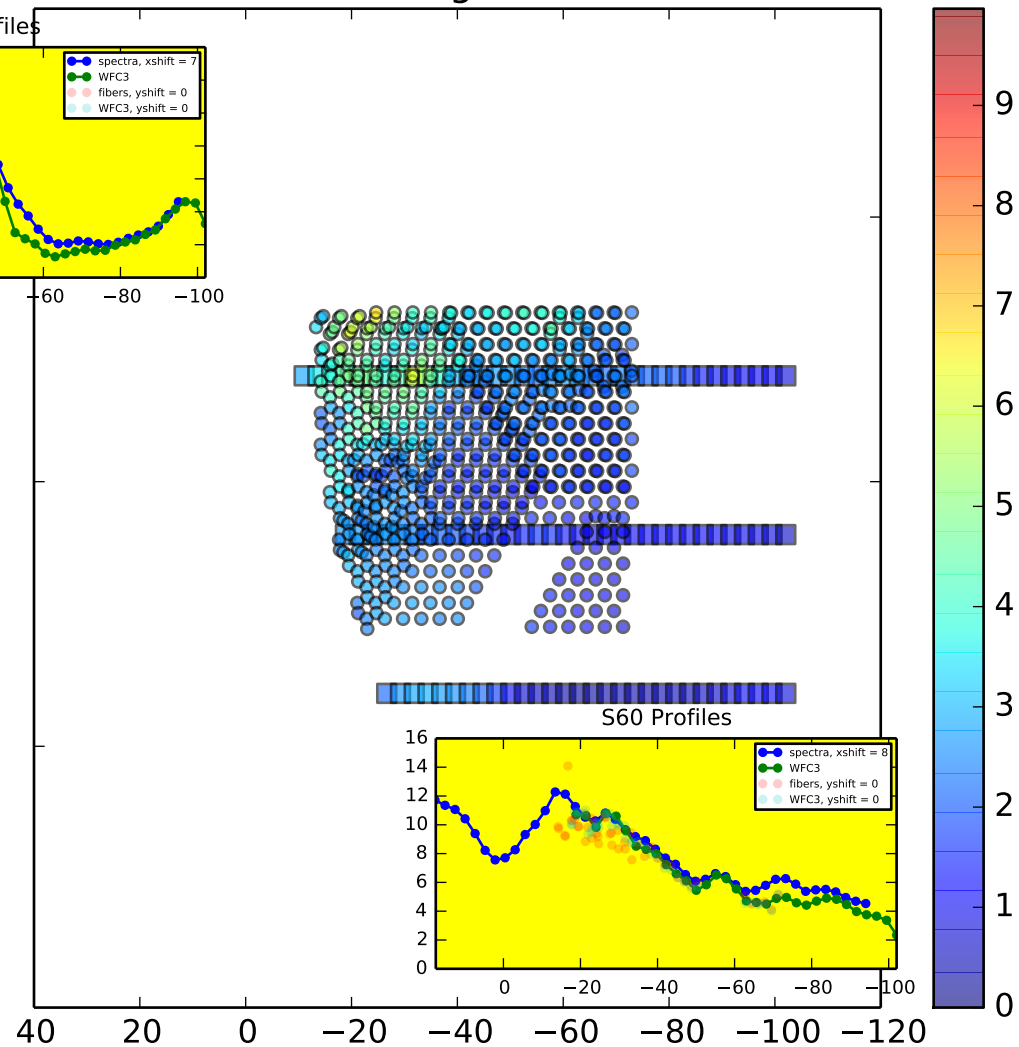 files
spectra, xshift = 7
WFC3
fibers, yshift = 0
WFC3, yshift = 0
−60 −80 −100
9
8
7
6
5
4
3
2
1
0
S60 Profiles
16
14
12
10
8
6
4
2
0
spectra, xshift = 8
WFC3
fibers, yshift = 0
WFC3, yshift = 0
0 −20 −40 −60 −80 −100
40 20 0 −20 −40 −60 −80 −100 −120